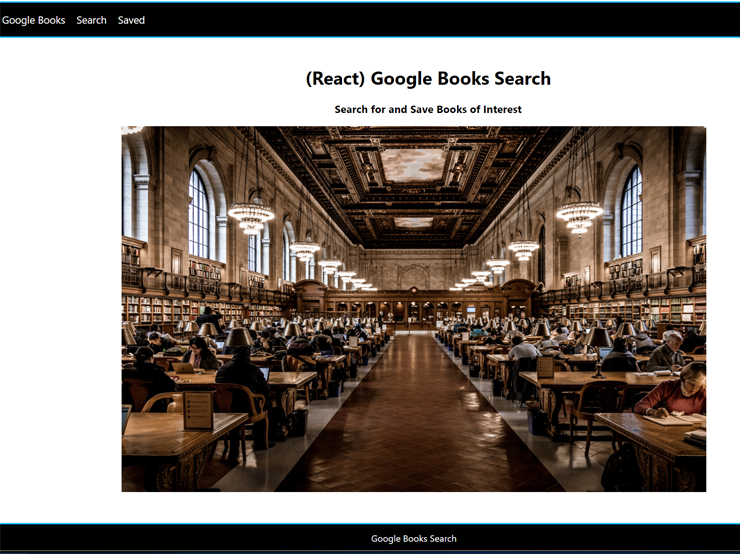 Google Books Search Saved
(React) Google Books Search
Search for and Save Books of Interest
Google Books Search